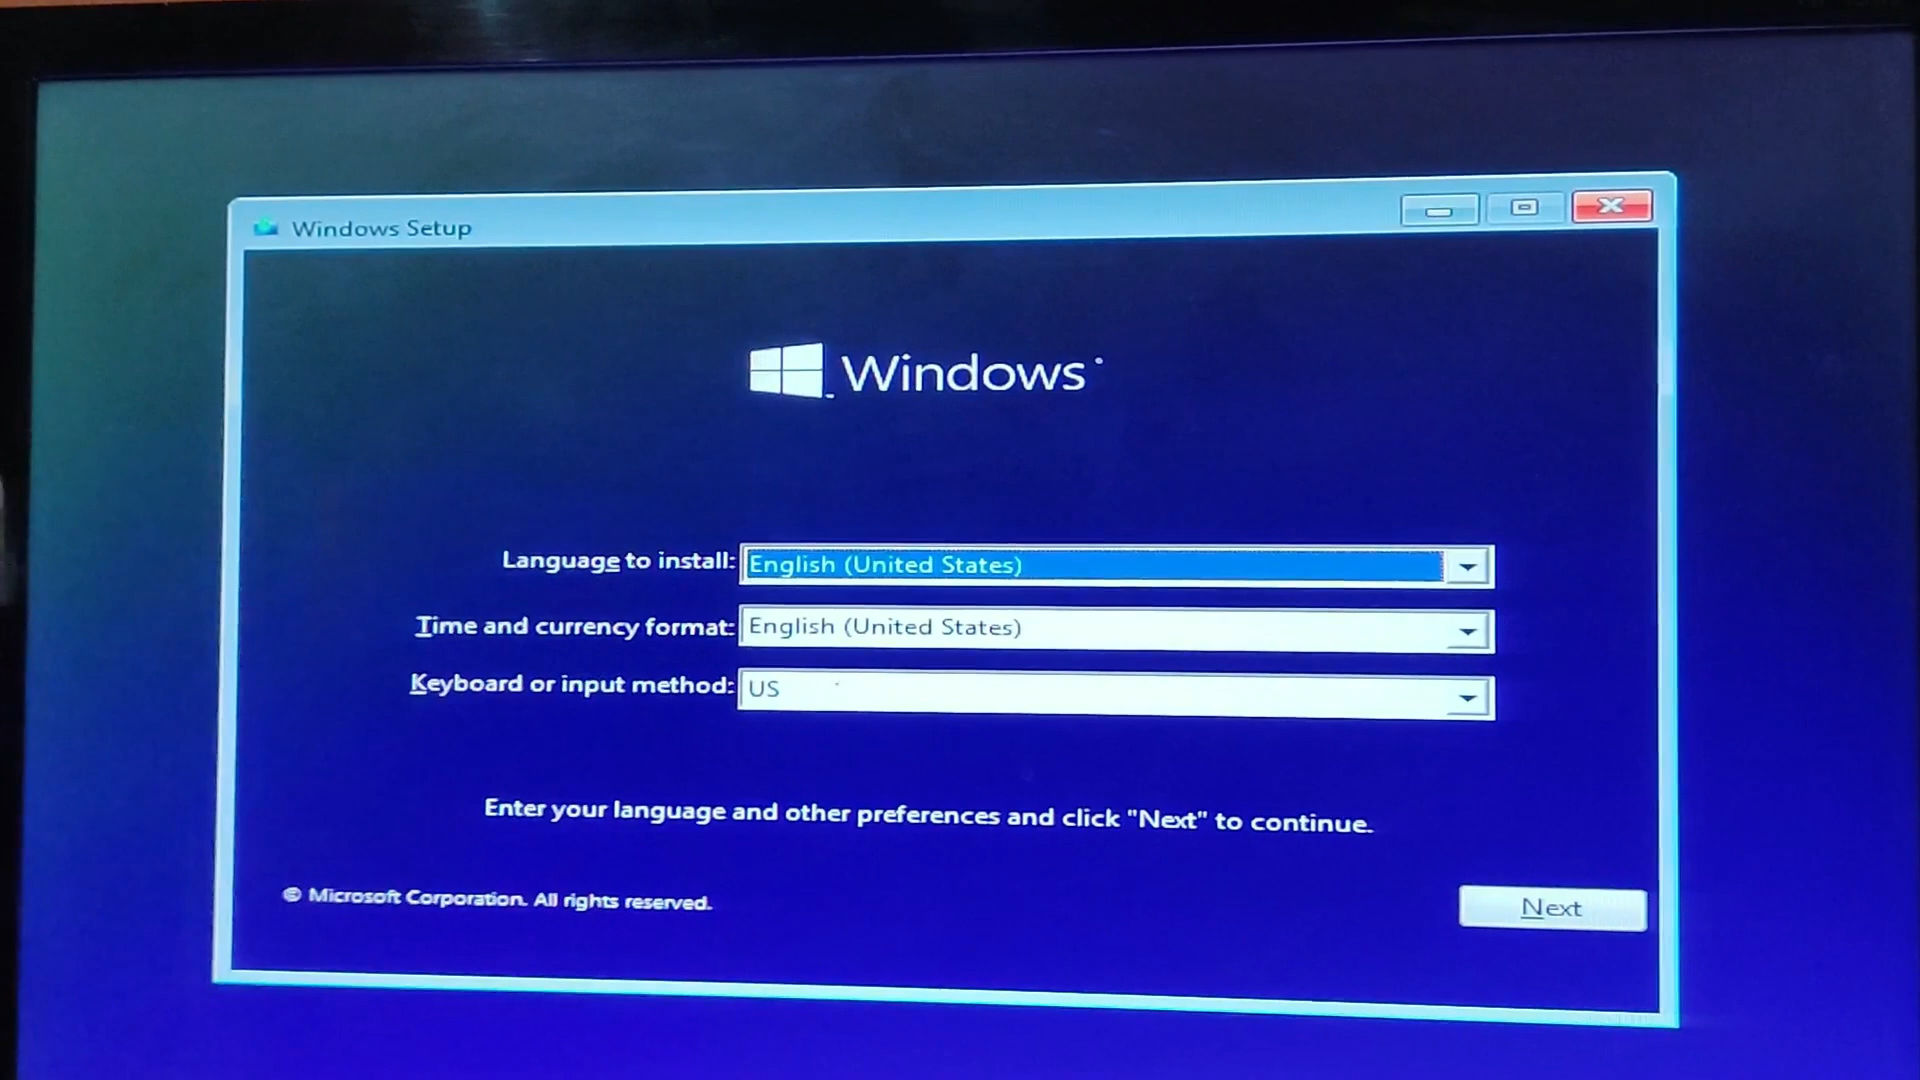 Windows Setup
Windows
Language to install: English (United States)
Time and currency format: English (United States)
Keyboard or input method: US
Enter your language and other preferences and click "Next" to continue.
© Microsoft Corporation. All rights reserved.
Next